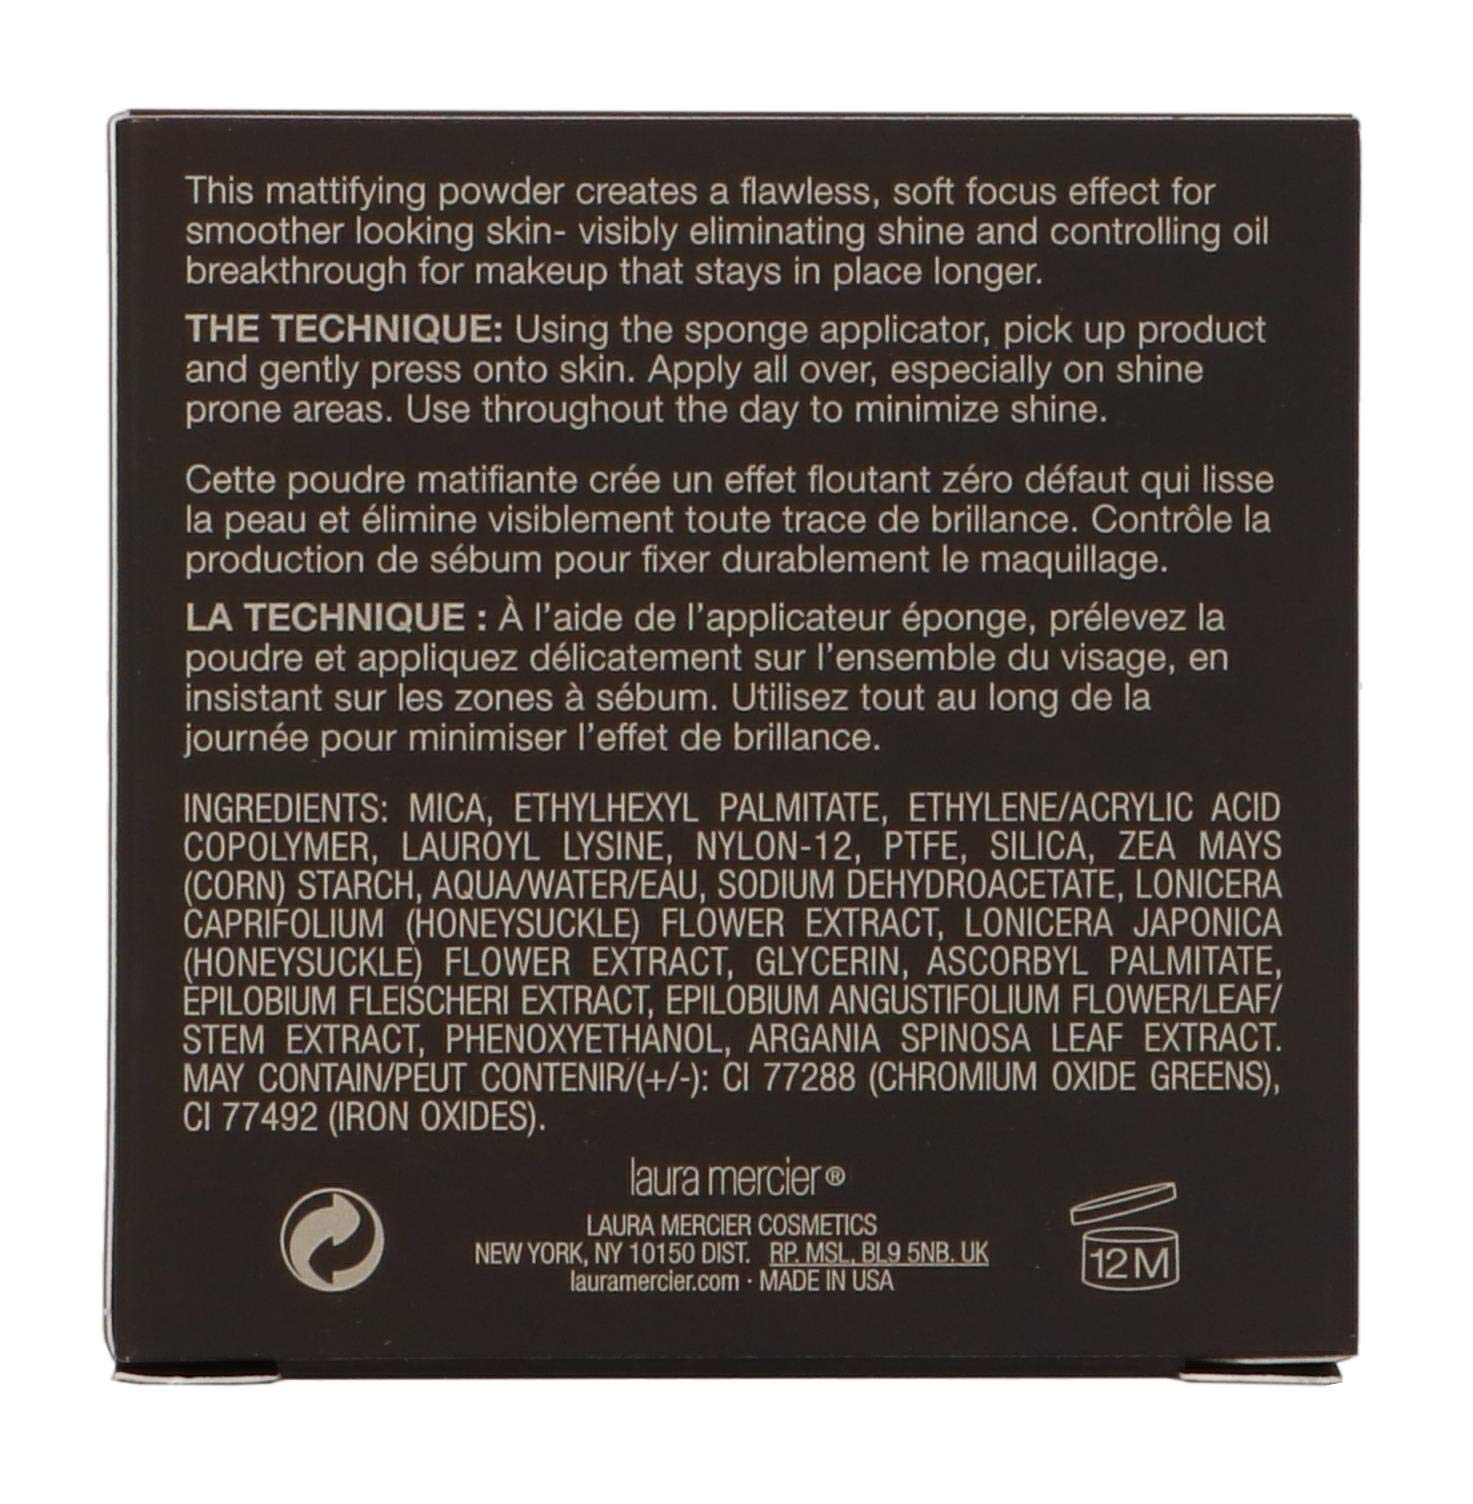 This mattifying powder creates a flawless, soft focus effect for
smoother looking skin- visibly eliminating shine and controlling oil
breakthrough for makeup that stays in place longer.
THE TECHNIQUE: Using the sponge applicator, pick up product
and gently press onto skin. Apply all over, especially on shine
prone areas. Use throughout the day to minimize shine.
Cette poudre matifiante crée un effet floutant zéro défaut qui lisse
la peau et élimine visiblement toute trace de brillance. Contrôle la
production de sébum pour fixer durablement le maquillage.
LA TECHNIQUE : À l'aide de l'applicateur éponge, prélevez la
poudre et appliquez délicatement sur l'ensemble du visage, en
insistant sur les zones à sébum. Utilisez tout au long de la
journée pour minimiser l'effet de brillance.
INGREDIENTS: MICA, ETHYLHEXYL PALMITATE, ETHYLENE/ACRYLIC ACID
COPOLYMER, LAUROYL LYSINE, NYLON-12, PTFE, SILICA, ZEA MAYS
(CORN) STARCH, AQUA/WATER/EAU, SODIUM DEHYDROACETATE, LONICERA
CAPRIFOLIUM (HONEYSUCKLE) FLOWER EXTRACT, LONICERA JAPONICA
(HONEYSUCKLE) FLOWER EXTRACT, GLYCERIN, ASCORBYL PALMITATE,
EPILOBIUM FLEISCHERI EXTRACT, EPILOBIUM ANGUSTIFOLIUM FLOWER/LEAF/
STEM EXTRACT, PHENOXYETHANOL, ARGANIA SPINOSA LEAF EXTRACT.
MAY CONTAIN/PEUT CONTENIR/(+/-): CI 77288 (CHROMIUM OXIDE GREENS),
CI 77492 (IRON OXIDES).
laura mercier®
LAURA MERCIER COSMETICS
NEW YORK, NY 10150 DIST. RP. MSL, BL9 5NB. UK
lauramercier.com · MADE IN USA
12M